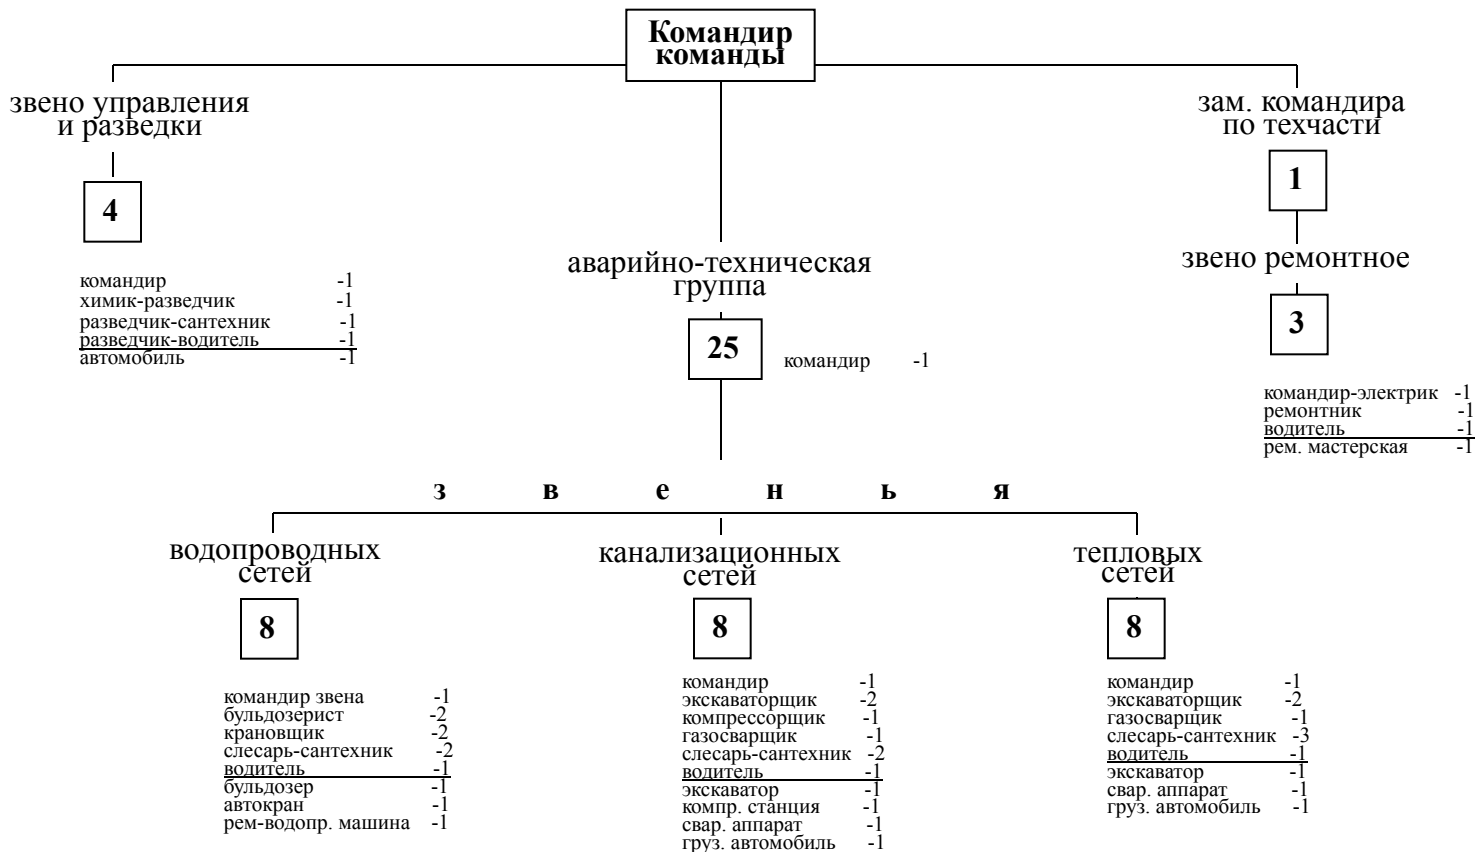 Командир
команды
звено управления
и разведки
4
командир -1
химик-разведчик -1
разведчик-сантехник -1
разведчик-водитель -1
автомобиль -1
аварийно-техническая
группа
25
командир -1
зам. командира
по техчасти
1
звено ремонтное
3
командир-электрик -1
ремонтник -1
водитель -1
рем. мастерская -1
з в е н ь я
водопроводных
сетей
8
командир звена -1
бульдозерист -2
крановщик -2
слесарь-сантехник -2
водитель -1
бульдозер -1
автокран -1
рем-водопр. машина -1
канализационных
сетей
8
командир -1
экскаваторщик -2
компрессорщик -1
газосварщик -1
слесарь-сантехник -2
водитель -1
экскаватор -1
компр. станция -1
свар. аппарат -1
груз. автомобиль -1
тепловых
сетей
8
командир -1
экскаваторщик -2
газосварщик -1
слесарь-сантехник -3
водитель -1
экскаватор -1
свар. аппарат -1
груз. автомобиль -1